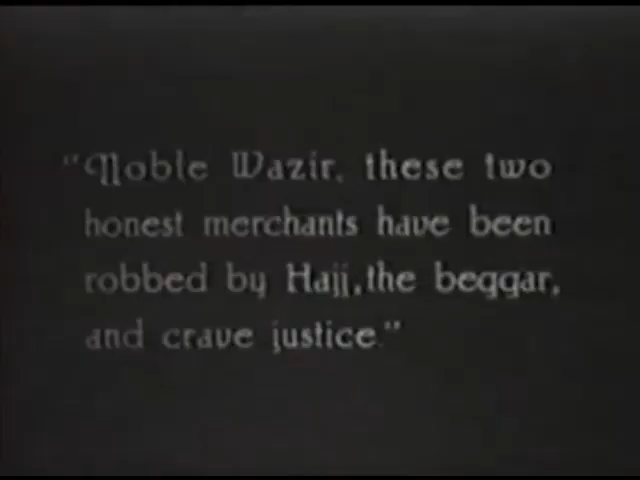 "Noble Wazir, these two
honest merchants have been
robbed by Hajj, the beggar,
and crave justice."